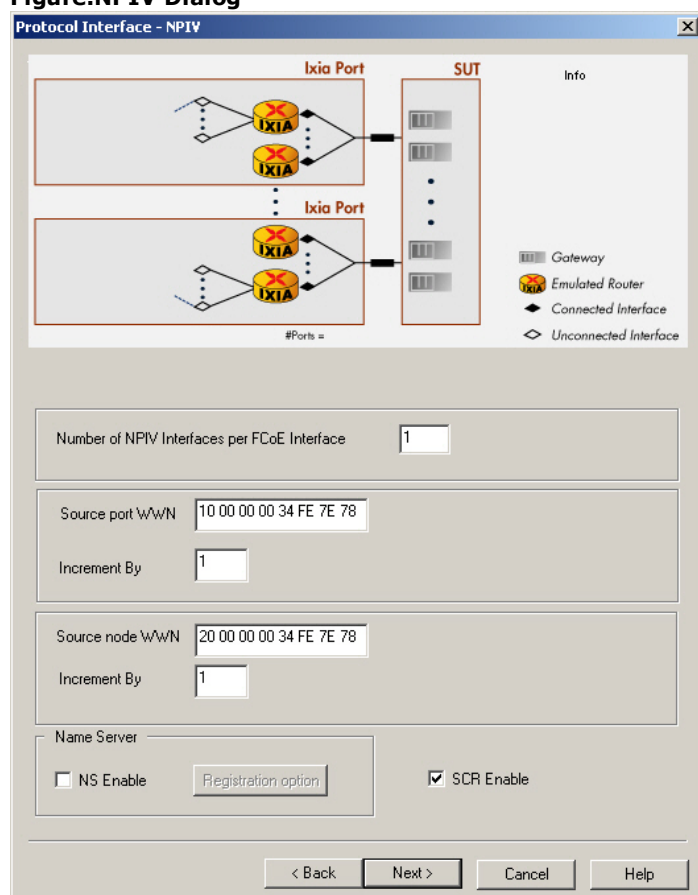 Figure.NPIV Dialog
Protocol Interface - NPIV
Ixia Port
SUT
Info
IXIA
IXIA
Ixia Port
IXIA
IXIA
Gateway
IXIA Emulated Router
Connected Interface
Unconnected Interface
#Ports =
Number of NPIV Interfaces per FCoE Interface 1
Source port WWN 10 00 00 00 34 FE 7E 78
Increment By 1
Source node WWN 20 00 00 00 34 FE 7E 78
Increment By 1
Name Server
NS Enable Registration option SCR Enable
< Back Next > Cancel Help